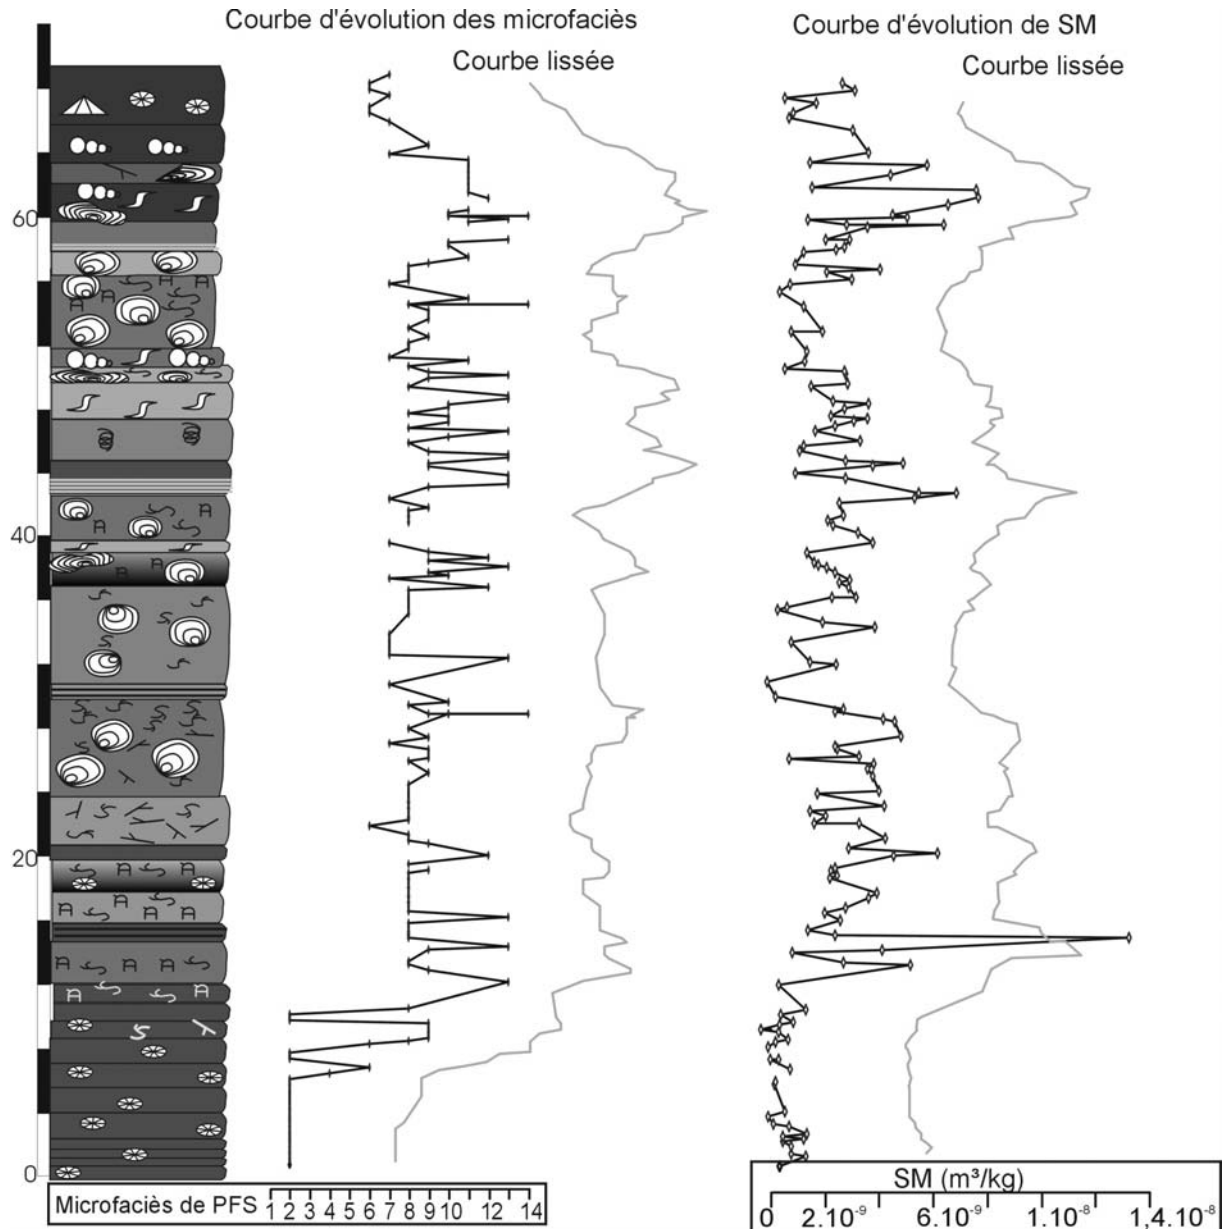 Courbe d'évolution des microfaciès
Courbe d'évolution de SM
Courbe lissée
Courbe lissée
60
40
20
0
Microfaciès de PFS
1 2 3 4 5 6 7 8 9 10 12 14
SM (m³/kg)
0 2.10⁻⁹ 6.10⁻⁹ 1.10⁻⁸ 1,4.10⁻⁸